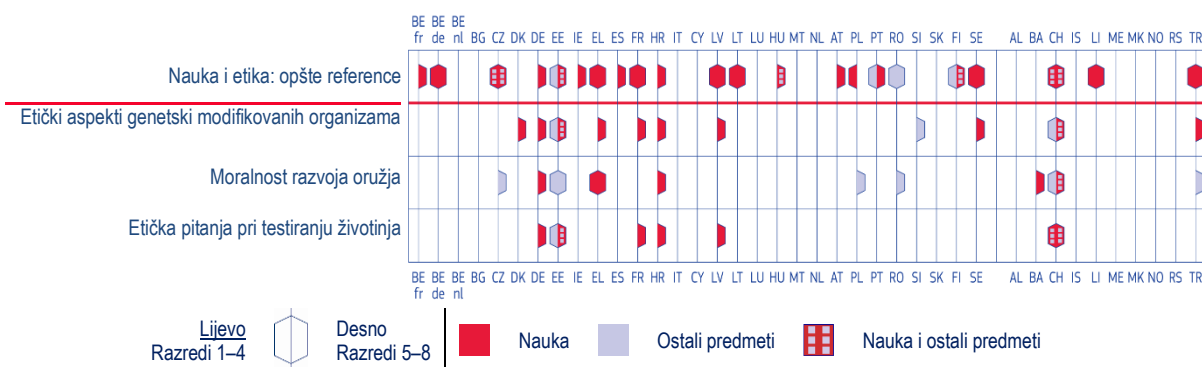 BE BE BE
fr de nl BG CZ DK DE EE IE EL ES FR HR IT CY LV LT LU HU MT NL AT PL PT RO SI SK FI SE AL BA CH IS LI ME MK NO RS TR
Nauka i etika: opšte reference
Etički aspekti genetski modifikovanih organizama
Moralnost razvoja oružja
Etička pitanja pri testiranju životinja
BE BE BE BG CZ DK DE EE IE EL ES FR HR IT CY LV LT LU HU MT NL AT PL PT RO SI SK FI SE AL BA CH IS LI ME MK NO RS TR
fr de nl
Lijevo Desno
Razredi 1–4 Razredi 5–8
Nauka Ostali predmeti Nauka i ostali predmeti